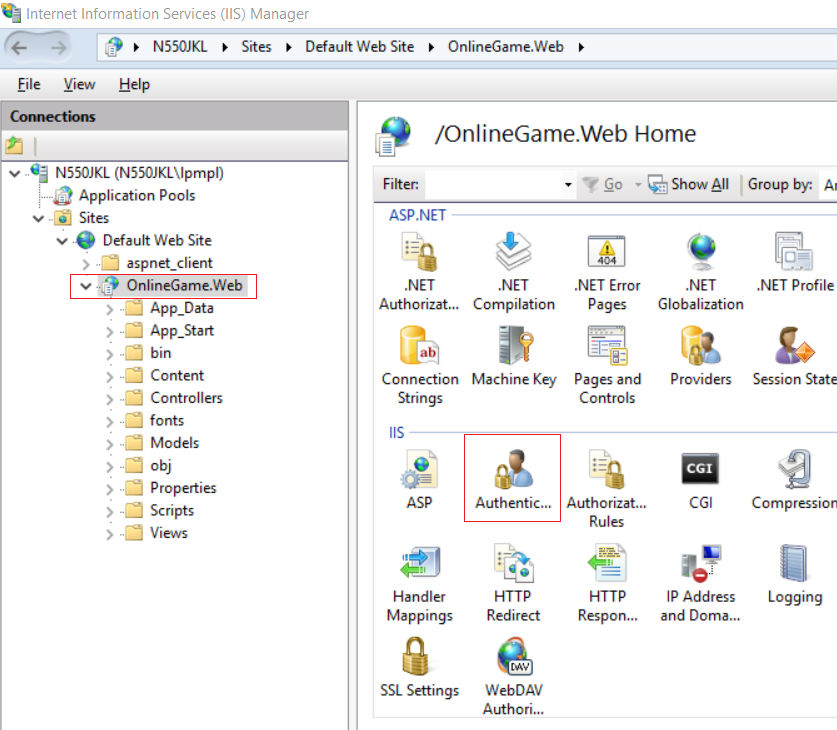 Internet Information Services (IIS) Manager
N550JKL Sites Default Web Site OnlineGame.Web
File View Help
Connections
N550JKL (N550JKL\lpmpl)
Application Pools
Sites
Default Web Site
aspnet_client
OnlineGame.Web
App_Data
App_Start
bin
Content
Controllers
fonts
Models
obj
Properties
Scripts
Views
/OnlineGame.Web Home
Filter: Go Show All Group by:
ASP.NET
.NET Authorizat...
.NET Compilation
404
.NET Error Pages
.NET Globalization
.NET Profile
ab
Connection Strings
Machine Key
Pages and Controls
Providers
Session State
IIS
ASP
Authentic...
Authorizat... Rules
CGI
CGI
Compression
Handler Mappings
HTTP Redirect
HTTP Respon...
IP Address and Doma...
Logging
SSL Settings
DAV
WebDAV Authori...